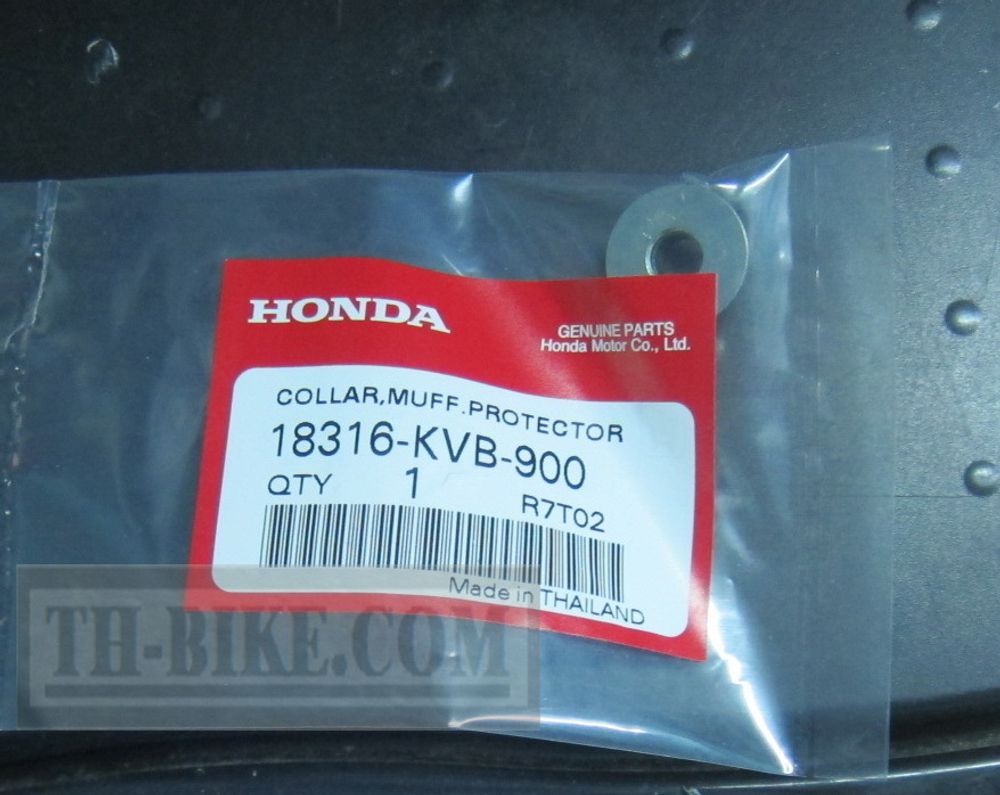 HONDA
GENUINE PARTS
Honda Motor Co., Ltd.
COLLAR,MUFF.PROTECTOR
18316-KVB-900
QTY 1 R7T02
Made in THAILAND
TH-BIKE.COM